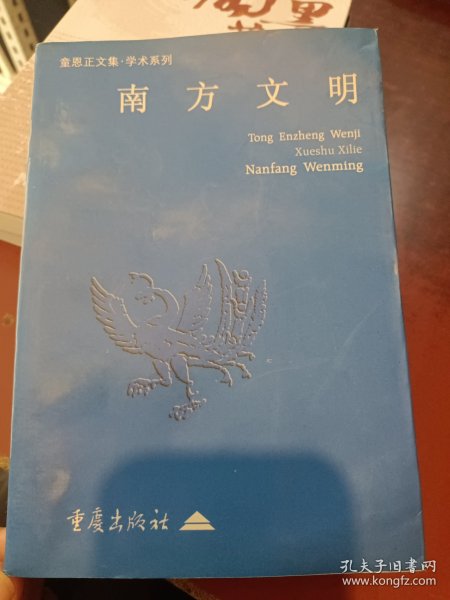 童恩正文集·学术系列
南方文明
Tong Enzheng Wenji
Xueshu Xilie
Nanfang Wenming
重庆出版社
孔夫子旧书网
www.kongfz.com